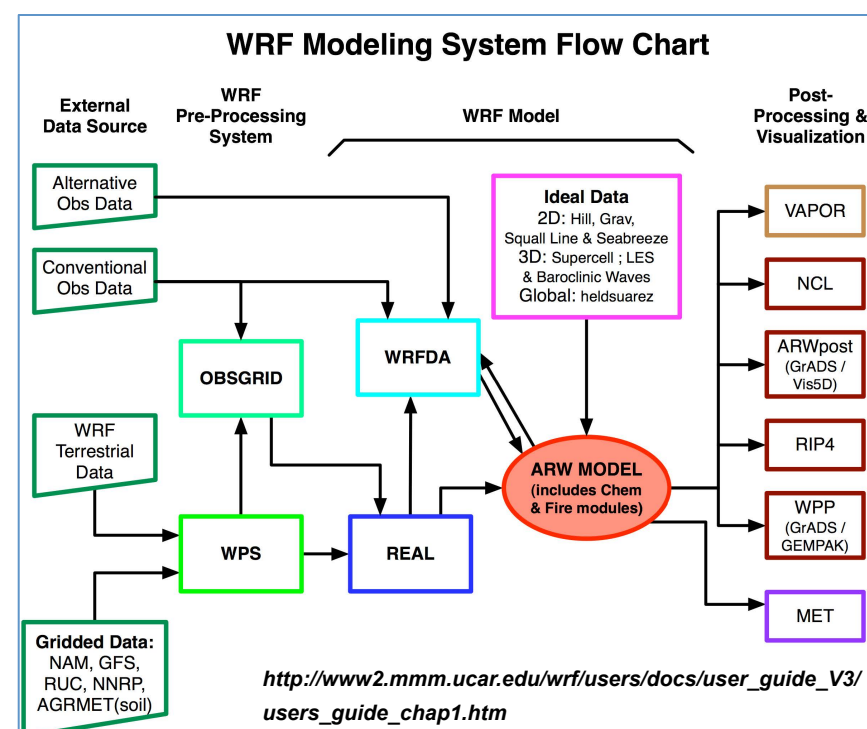 WRF Modeling System Flow Chart
External
Data Source
WRF
Pre-Processing
System
WRF Model
Post-
Processing &
Visualization
Alternative
Obs Data
Conventional
Obs Data
WRF
Terrestrial
Data
Gridded Data:
NAM, GFS,
RUC, NNRP,
AGRMET(soil)
OBSGRID
WPS
WRFDA
REAL
Ideal Data
2D: Hill, Grav,
Squall Line & Seabreeze
3D: Supercell ; LES
& Baroclinic Waves
Global: heldsuarez
ARW MODEL
(includes Chem
& Fire modules)
VAPOR
NCL
ARWpost
(GrADS /
Vis5D)
RIP4
WPP
(GrADS /
GEMPAK)
MET
http://www2.mmm.ucar.edu/wrf/users/docs/user_guide_V3/
users_guide_chap1.htm